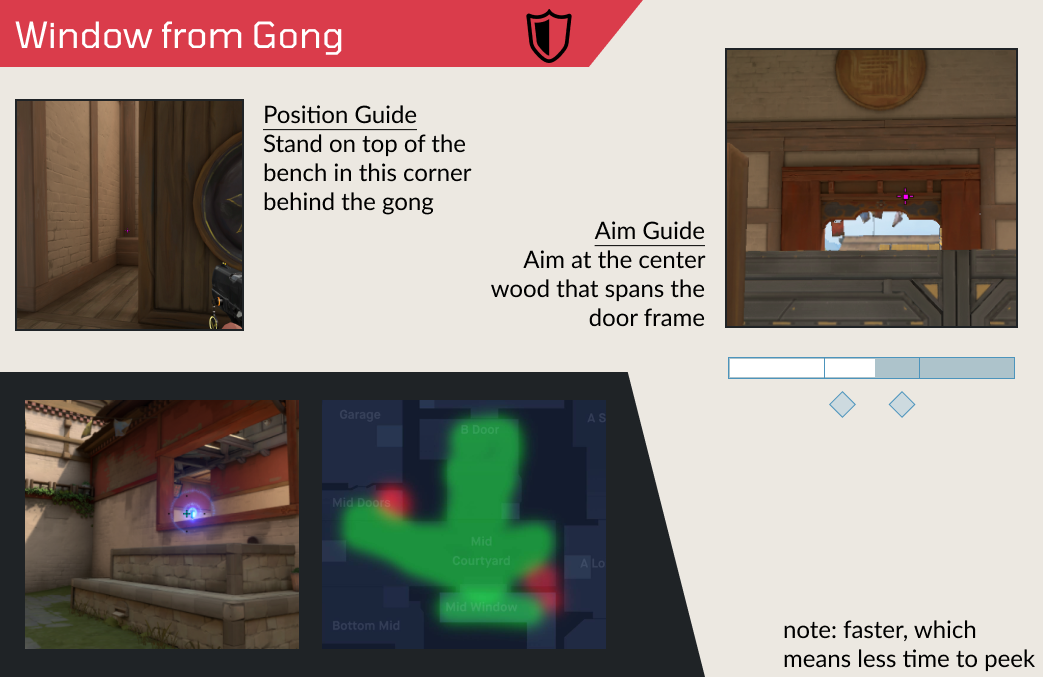 Window from Gong
Position Guide
Stand on top of the
bench in this corner
behind the gong
Aim Guide
Aim at the center
wood that spans the
door frame
Garage
B Door
A S
Mid Doors
Mid
Courtyard
A Lo
Mid Window
Bottom Mid
note: faster, which
means less time to peek